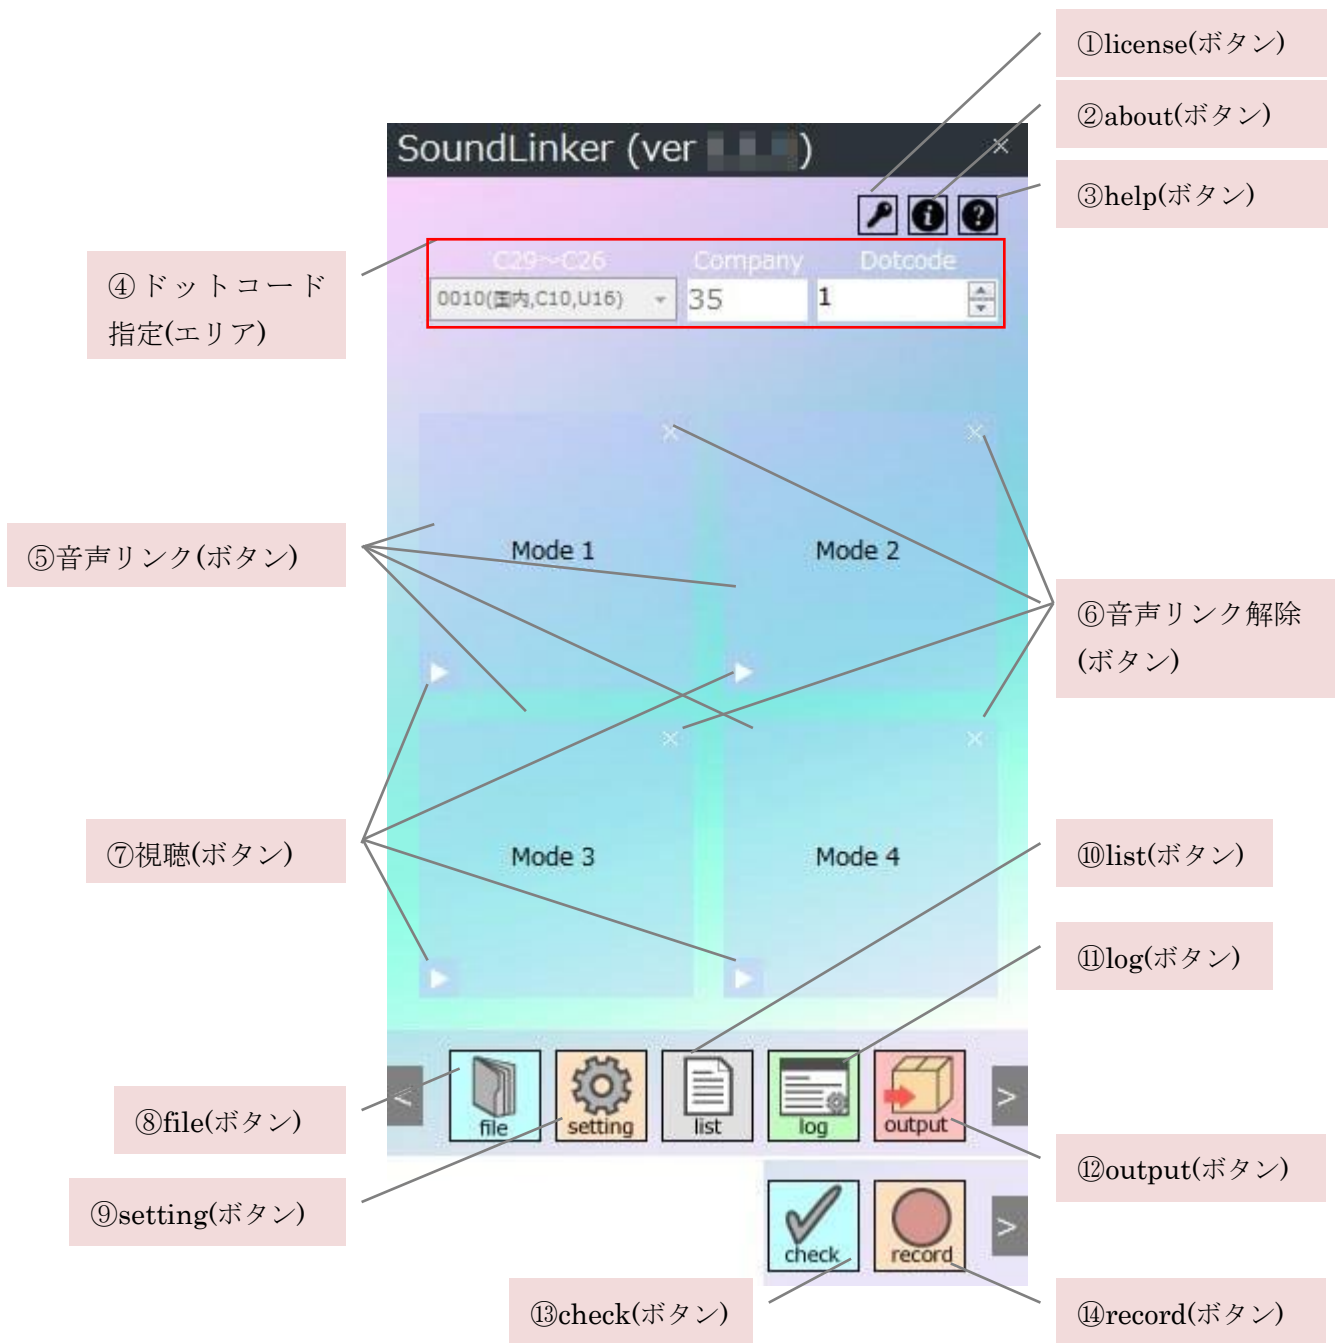 ①license(ボタン)
②about(ボタン)
SoundLinker (ver
)
×
③help(ボタン)
C29～C26
Company
Dotcode
④ドットコード
指定(エリア)
0010(国内,C10,U16)
35
1
×
×
⑤音声リンク(ボタン)
Mode 1
Mode 2
⑥音声リンク解除
(ボタン)
×
×
⑦視聴(ボタン)
Mode 3
Mode 4
⑩list(ボタン)
⑪log(ボタン)
<
file
setting
list
log
output
>
⑧file(ボタン)
⑫output(ボタン)
⑨setting(ボタン)
check
record
>
⑬check(ボタン)
⑭record(ボタン)